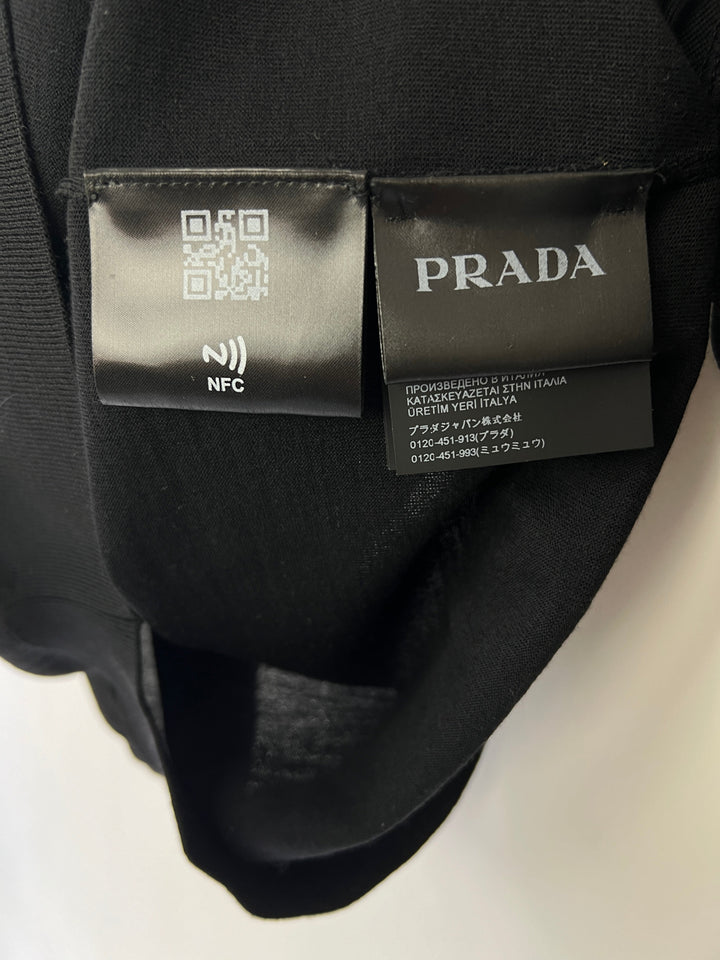 NFC
PRADA
ПРОИЗВЕДЕНО В ИТАЛИИ
ΚΑΤΑΣΚΕΥΑΖΕΤΑΙ ΣΤΗΝ ΙΤΑΛΙΑ
ÜRETİM YERİ İTALYA
プラダジャパン株式会社
0120-451-913(プラダ)
0120-451-993(ミュウミュウ)